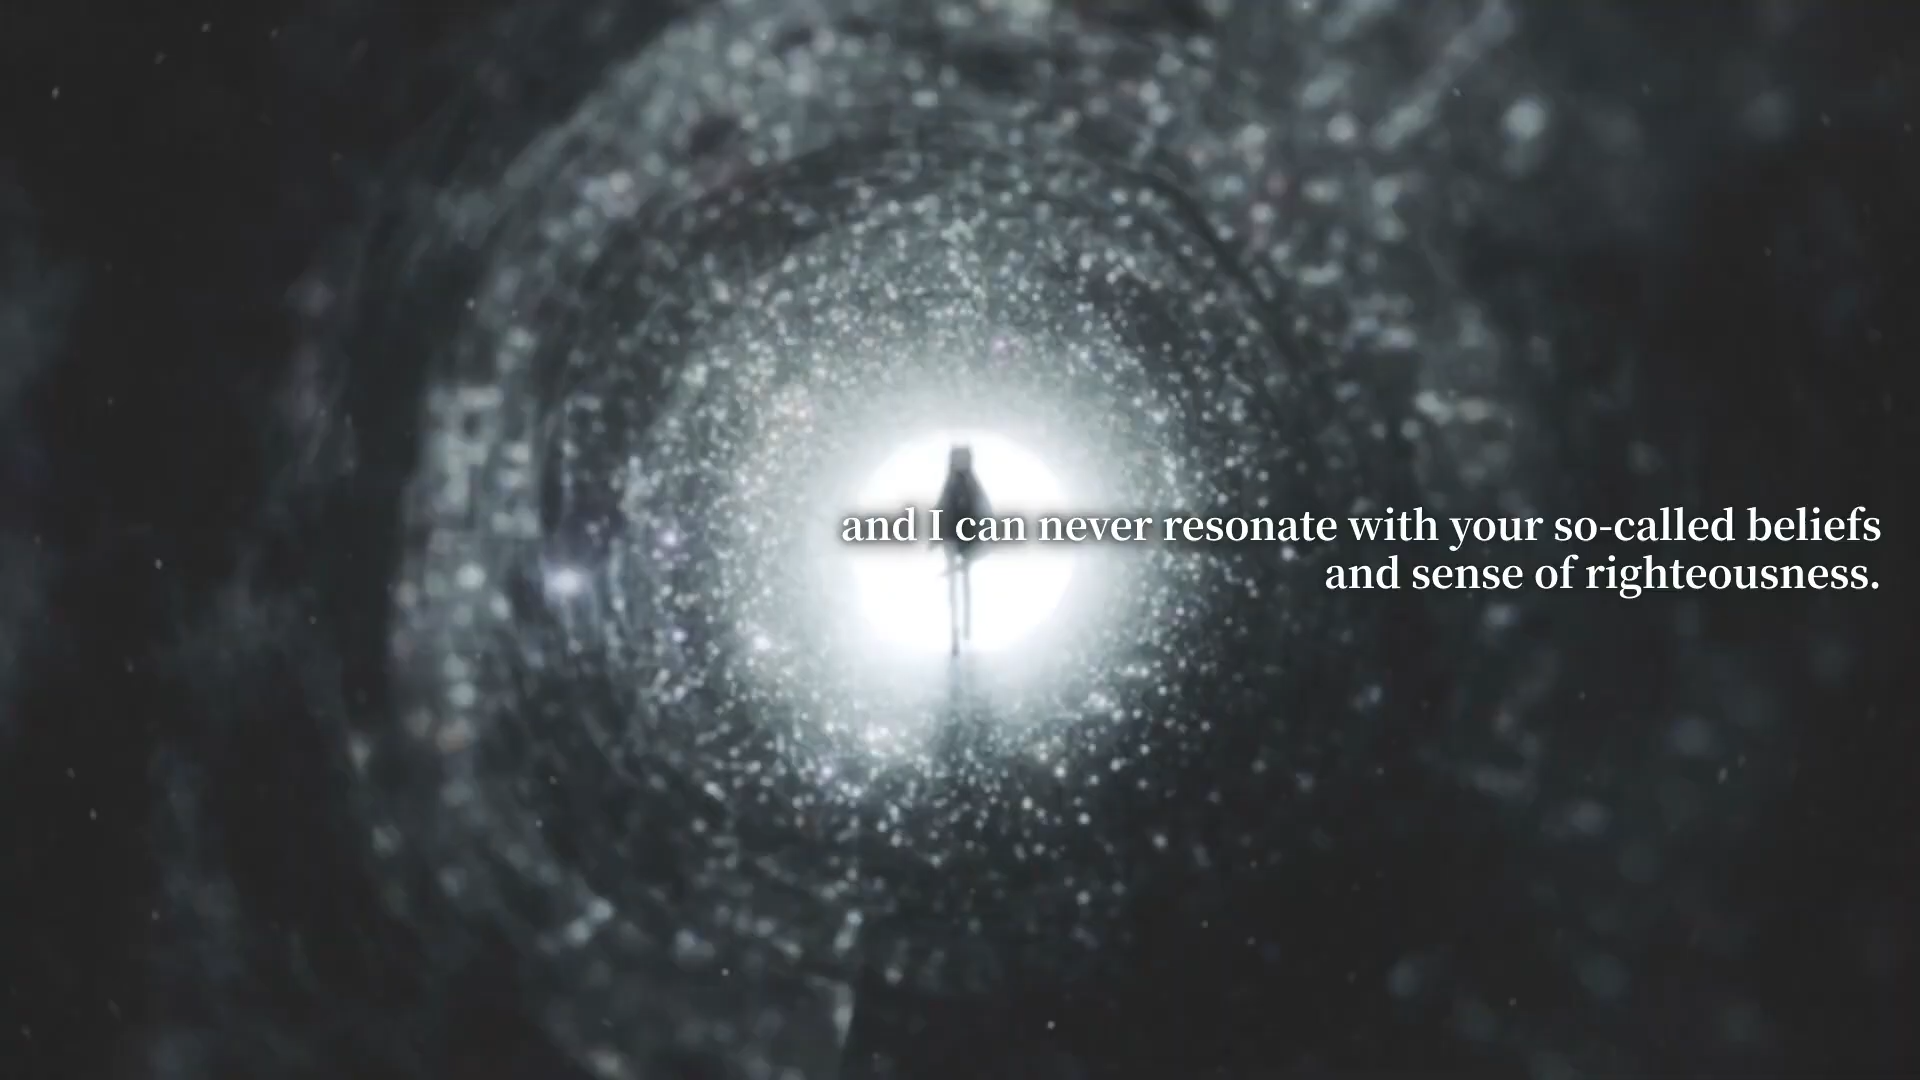 and I can never resonate with your so-called beliefs
and sense of righteousness.